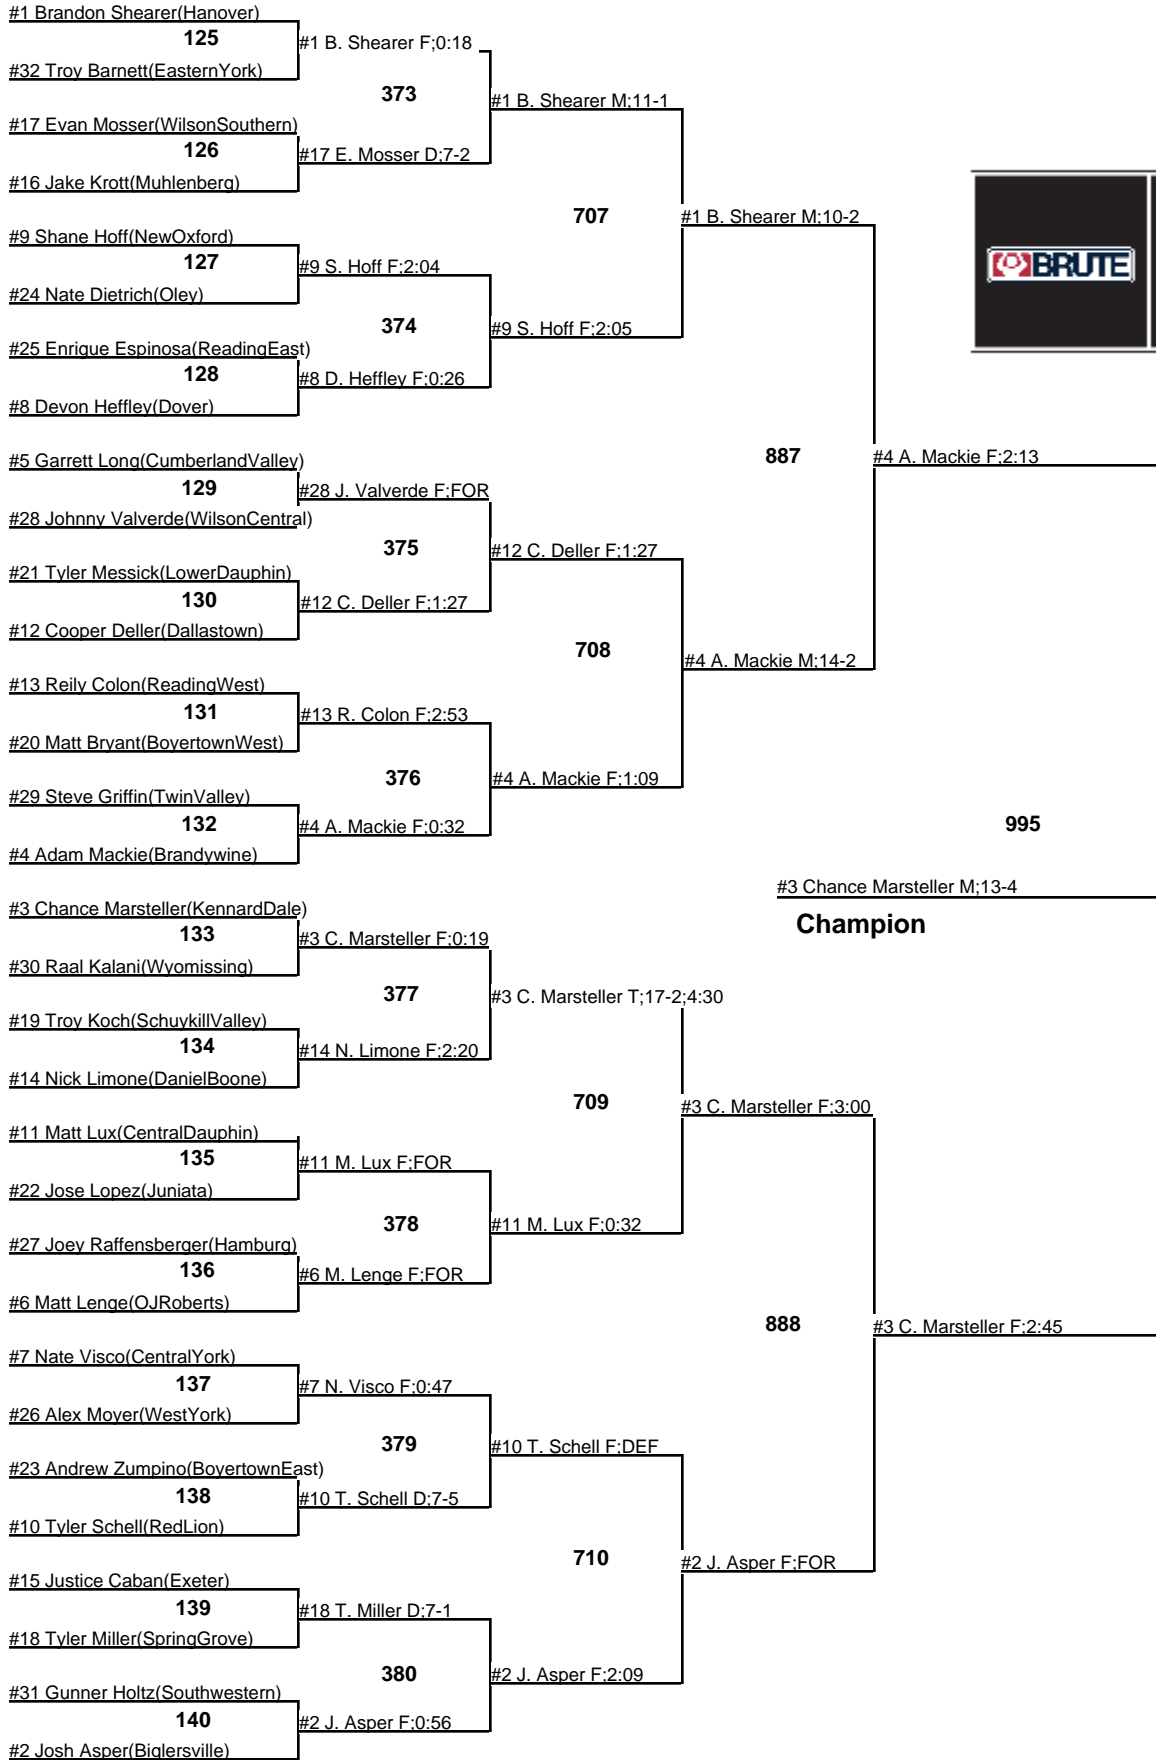 #1 Brandon Shearer(Hanover)
125
#1 B. Shearer F;0:18
#32 Troy Barnett(EasternYork)
373
#1 B. Shearer M;11-1
#17 Evan Mosser(WilsonSouthern)
126
#17 E. Mosser D;7-2
#16 Jake Krott(Muhlenberg)
707
#1 B. Shearer M;10-2
#9 Shane Hoff(NewOxford)
127
#9 S. Hoff F;2:04
#24 Nate Dietrich(Oley)
374
#9 S. Hoff F;2:05
#25 Enrigue Espinosa(ReadingEast)
128
#8 D. Heffley F;0:26
#8 Devon Heffley(Dover)
BRUTE
887
#4 A. Mackie F;2:13
#5 Garrett Long(CumberlandValley)
129
#28 J. Valverde F;FOR
#28 Johnny Valverde(WilsonCentral)
375
#12 C. Deller F;1:27
#21 Tyler Messick(LowerDauphin)
130
#12 C. Deller F;1:27
#12 Cooper Deller(Dallastown)
708
#4 A. Mackie M;14-2
#13 Reily Colon(ReadingWest)
131
#13 R. Colon F;2:53
#20 Matt Bryant(BoyertownWest)
376
#4 A. Mackie F;1:09
#29 Steve Griffin(TwinValley)
132
#4 A. Mackie F;0:32
#4 Adam Mackie(Brandywine)
995
#3 Chance Marsteller M;13-4
Champion
#3 Chance Marsteller(KennardDale)
133
#3 C. Marsteller F;0:19
#30 Raal Kalani(Wyomissing)
377
#3 C. Marsteller T;17-2;4:30
#19 Troy Koch(SchuykillValley)
134
#14 N. Limone F;2:20
#14 Nick Limone(DanielBoone)
709
#3 C. Marsteller F;3:00
#11 Matt Lux(CentralDauphin)
135
#11 M. Lux F;FOR
#22 Jose Lopez(Juniata)
378
#11 M. Lux F;0:32
#27 Joey Raffensberger(Hamburg)
136
#6 M. Lenge F;FOR
#6 Matt Lenge(OJRoberts)
888
#3 C. Marsteller F;2:45
#7 Nate Visco(CentralYork)
137
#7 N. Visco F;0:47
#26 Alex Moyer(WestYork)
379
#10 T. Schell F;DEF
#23 Andrew Zumpino(BoyertownEast)
138
#10 T. Schell D;7-5
#10 Tyler Schell(RedLion)
710
#2 J. Asper F;FOR
#15 Justice Caban(Exeter)
139
#18 T. Miller D;7-1
#18 Tyler Miller(SpringGrove)
380
#2 J. Asper F;2:09
#31 Gunner Holtz(Southwestern)
140
#2 J. Asper F;0:56
#2 Josh Asper(Biglersville)